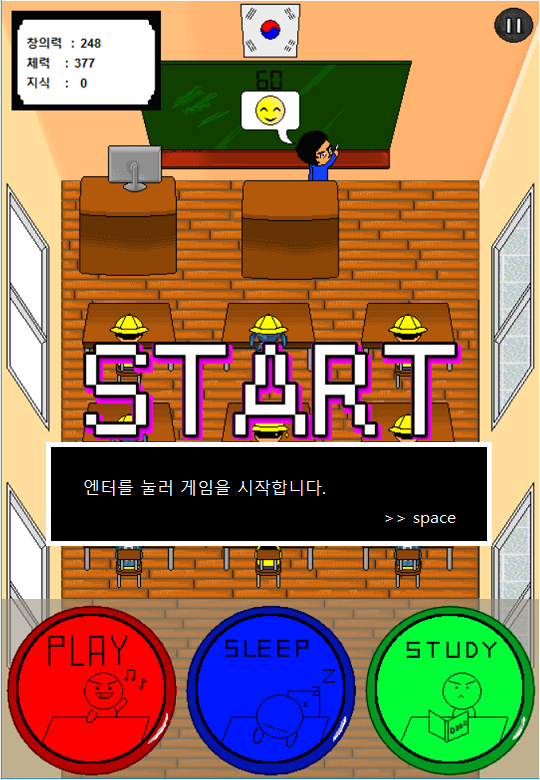 창의력 : 248
체력 : 377
지식 : 0
60
START
엔터를 눌러 게임을 시작합니다.
>> space
PLAY
SLEEP
Z
Z
z
STUDY